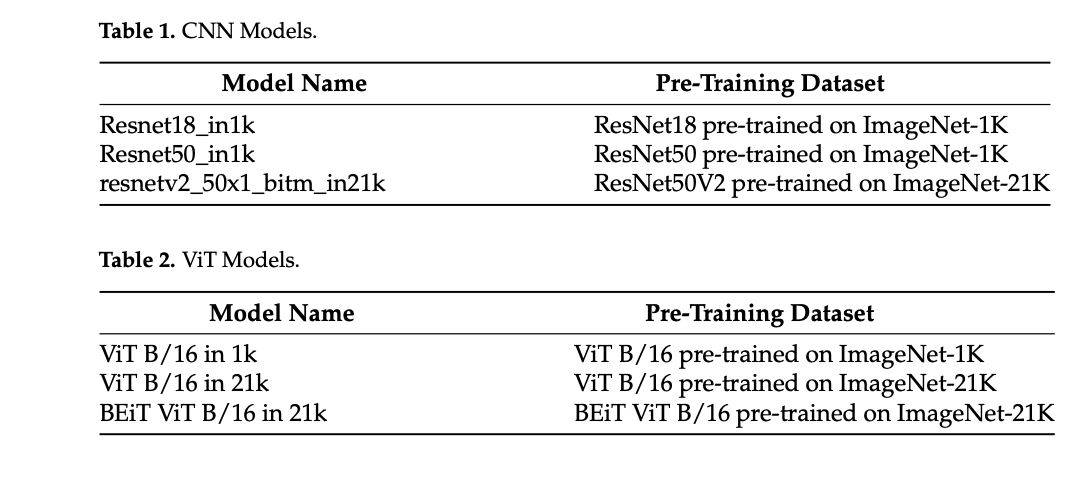 Table 1. CNN Models.
Model Name Pre-Training Dataset
Resnet18_in1k ResNet18 pre-trained on ImageNet-1K
Resnet50_in1k ResNet50 pre-trained on ImageNet-1K
resnetv2_50x1_bitm_in21k ResNet50V2 pre-trained on ImageNet-21K
Table 2. ViT Models.
Model Name Pre-Training Dataset
ViT B/16 in 1k ViT B/16 pre-trained on ImageNet-1K
ViT B/16 in 21k ViT B/16 pre-trained on ImageNet-21K
BEiT ViT B/16 in 21k BEiT ViT B/16 pre-trained on ImageNet-21K